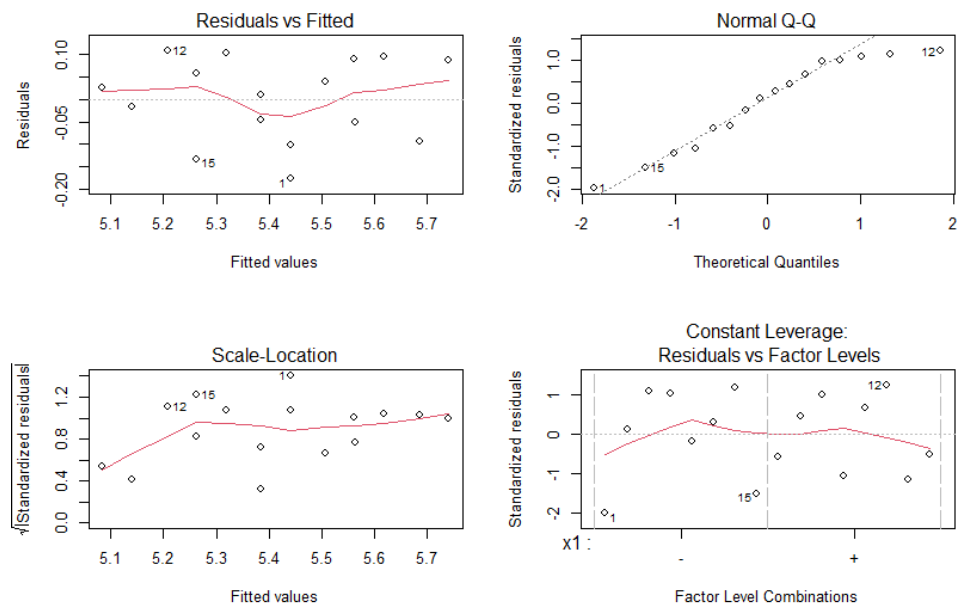 Residuals vs Fitted
Residuals
0.10
-0.05
-0.20
12
15
1
5.1 5.2 5.3 5.4 5.5 5.6 5.7
Fitted values
Normal Q-Q
Standardized residuals
1.0
0.0
-1.0
-2.0
12
15
1
-2 -1 0 1 2
Theoretical Quantiles
Scale-Location
√|Standardized residuals|
1.2
0.8
0.4
0.0
1
15
12
5.1 5.2 5.3 5.4 5.5 5.6 5.7
Fitted values
Constant Leverage:
Residuals vs Factor Levels
Standardized residuals
1
0
-1
-2
12
15
1
x1 :
- +
Factor Level Combinations